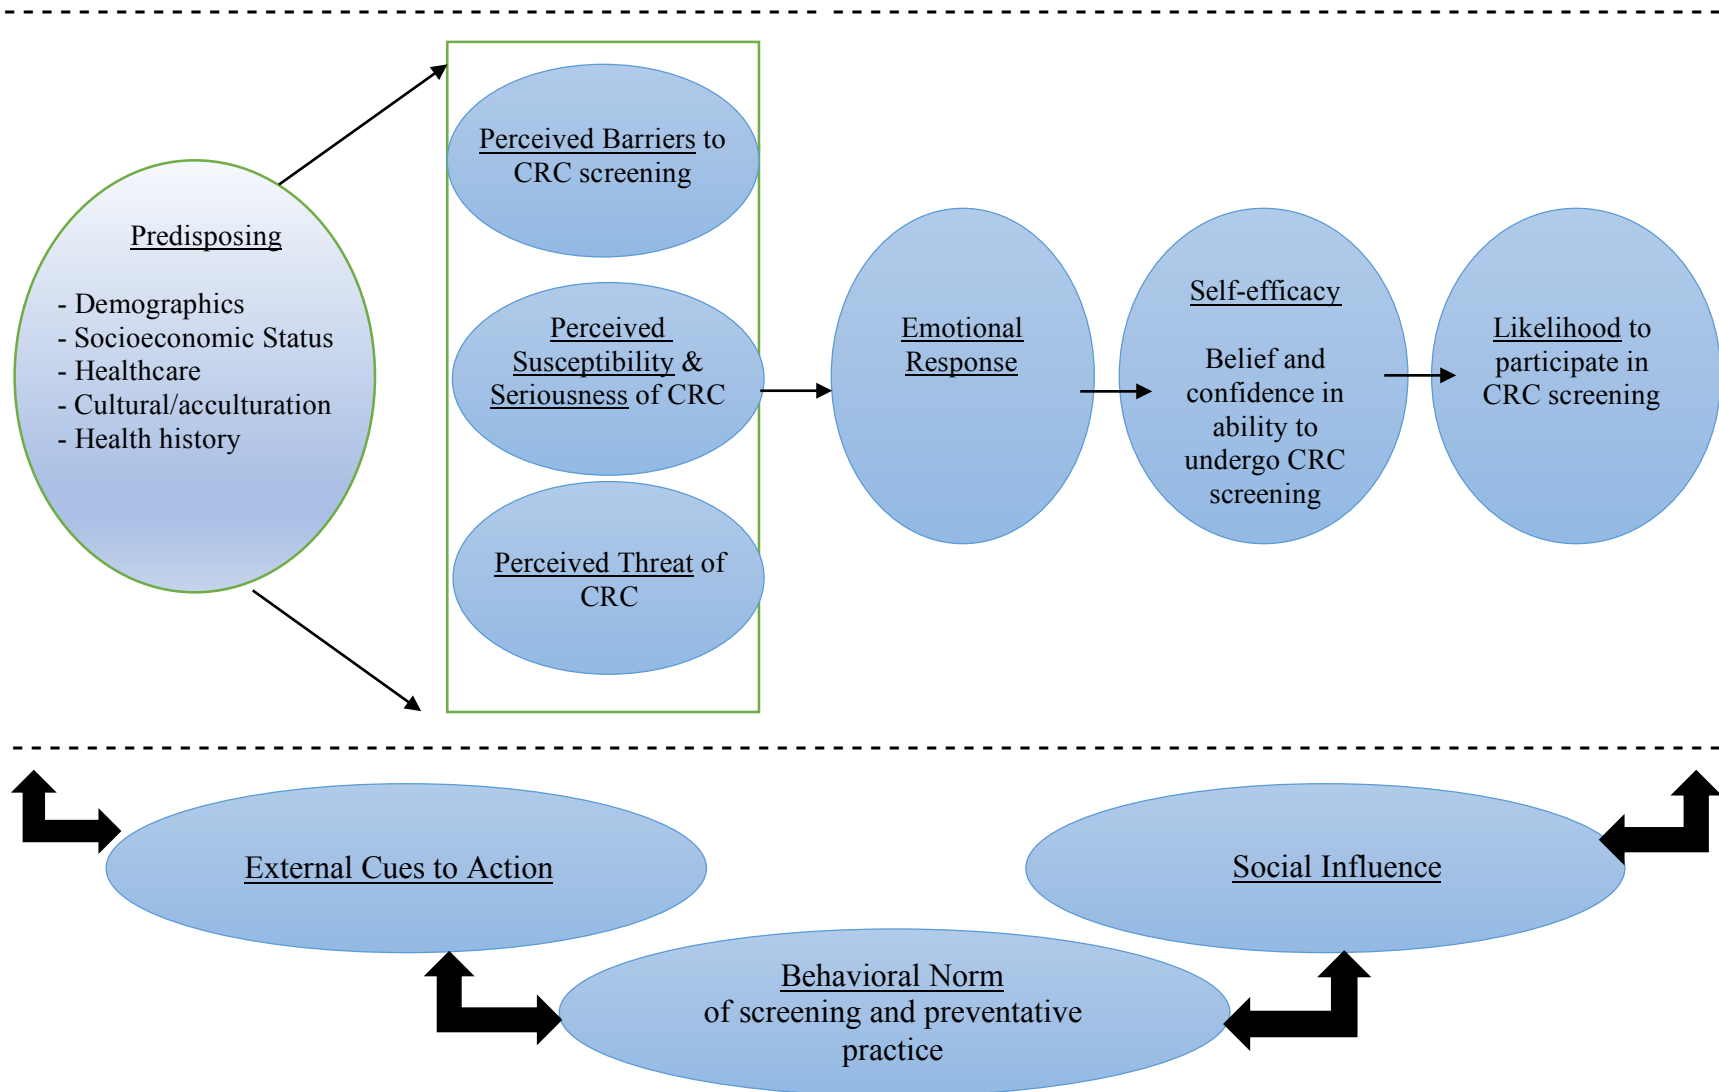 Predisposing
- Demographics
- Socioeconomic Status
- Healthcare
- Cultural/acculturation
- Health history
Perceived Barriers to
CRC screening
Perceived
Susceptibility &
Seriousness of CRC
Perceived Threat of
CRC
Emotional
Response
Self-efficacy
Belief and
confidence in
ability to
undergo CRC
screening
Likelihood to
participate in
CRC screening
External Cues to Action
Social Influence
Behavioral Norm
of screening and preventative
practice